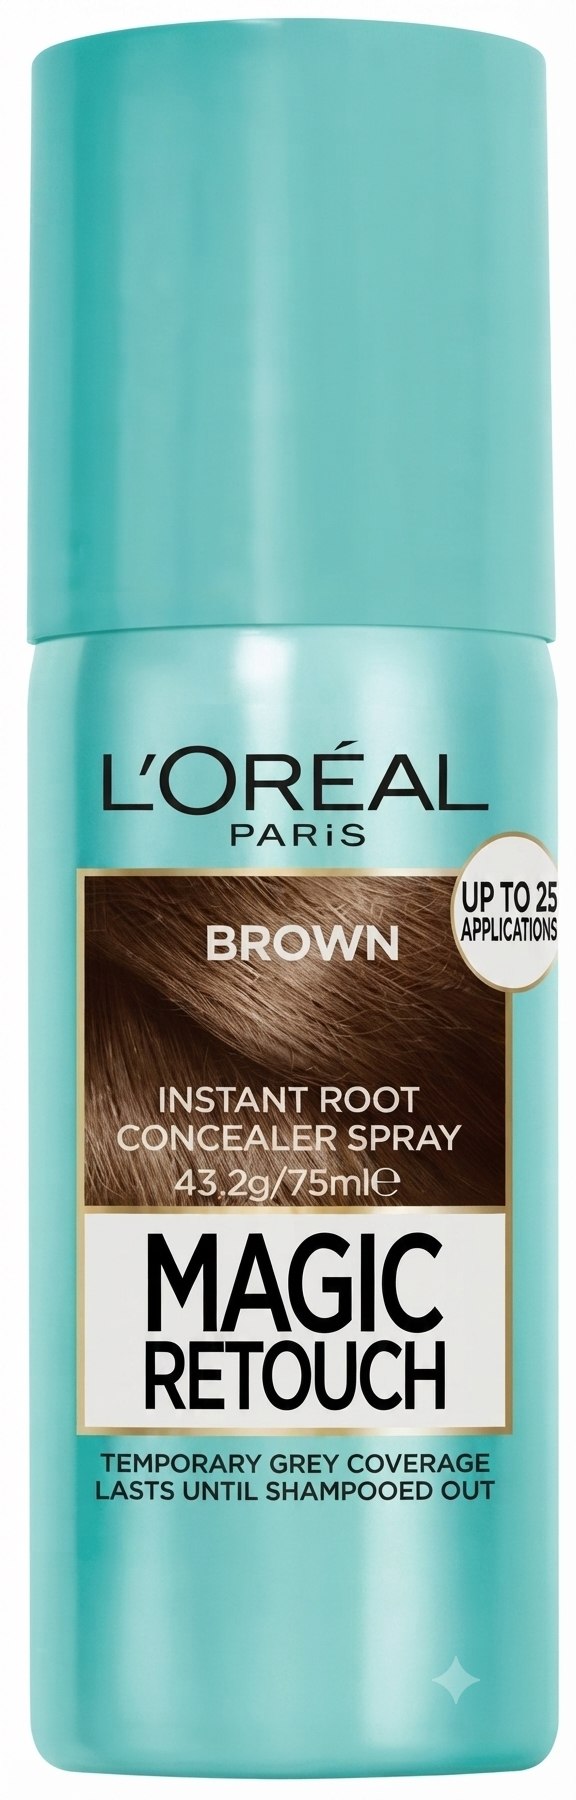 L'ORÉAL
PARiS
UP TO 25
APPLICATIONS
BROWN
INSTANT ROOT
CONCEALER SPRAY
43.2g/75ml℮
MAGIC
RETOUCH
TEMPORARY GREY COVERAGE
LASTS UNTIL SHAMPOOED OUT